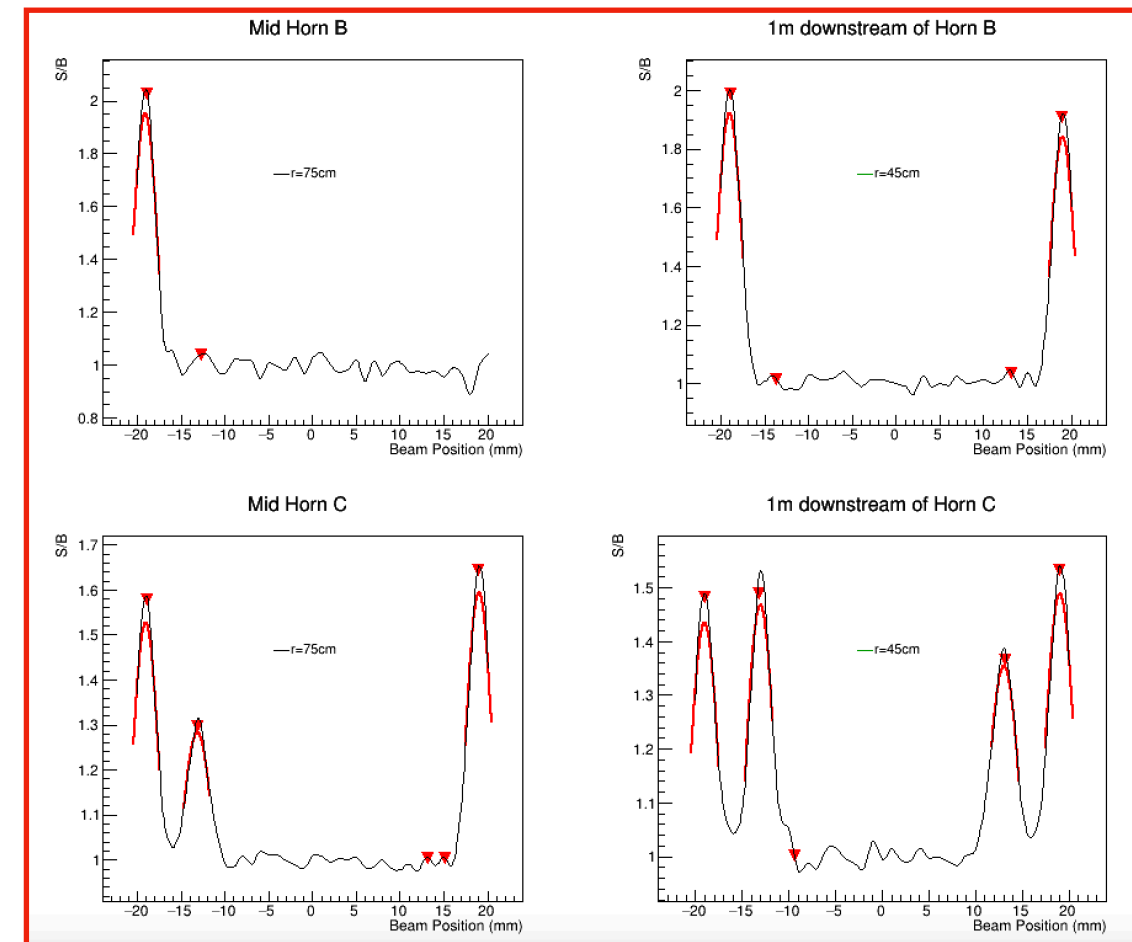 Mid Horn B
S/B
2
1.8
1.6
1.4
1.2
1
0.8
r=75cm
−20 −15 −10 −5 0 5 10 15 20
Beam Position (mm)
1m downstream of Horn B
S/B
2
1.8
1.6
1.4
1.2
1
r=45cm
−20 −15 −10 −5 0 5 10 15 20
Beam Position (mm)
Mid Horn C
S/B
1.7
1.6
1.5
1.4
1.3
1.2
1.1
1
r=75cm
−20 −15 −10 −5 0 5 10 15 20
Beam Position (mm)
1m downstream of Horn C
S/B
1.5
1.4
1.3
1.2
1.1
1
r=45cm
−20 −15 −10 −5 0 5 10 15 20
Beam Position (mm)